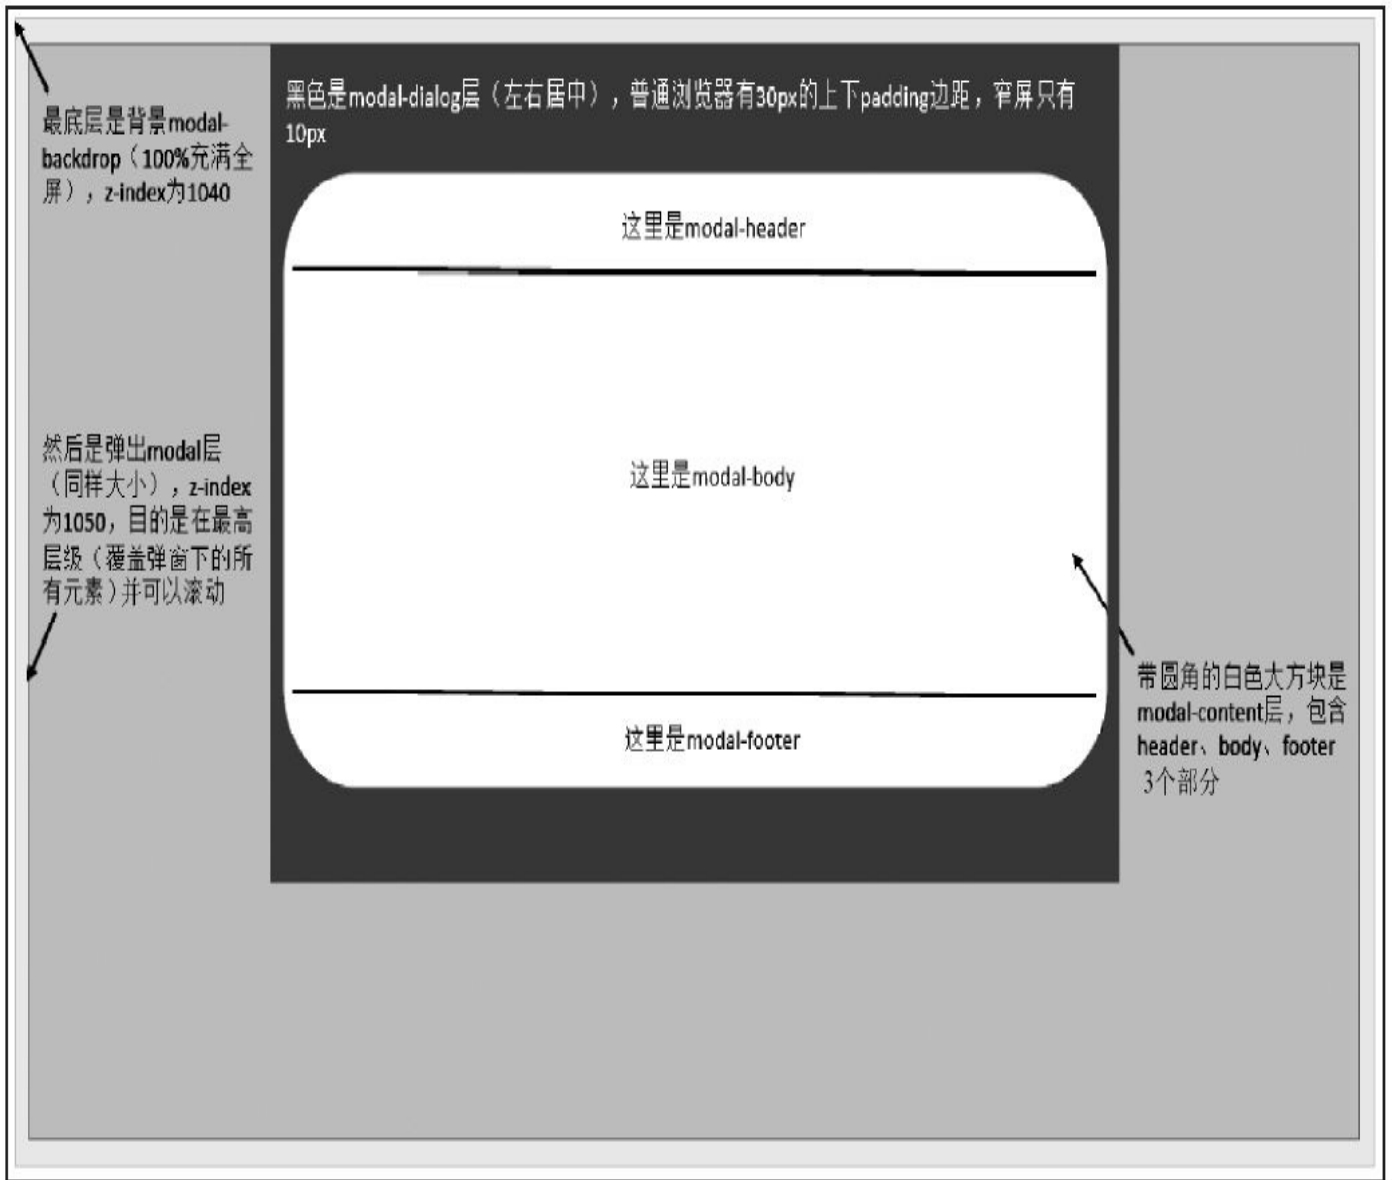 黑色是modal-dialog层（左右居中），普通浏览器有30px的上下padding边距，窄屏只有
10px
最底层是背景modal-
backdrop（100%充满全
屏），z-index为1040
这里是modal-header
然后是弹出modal层
（同样大小），z-index
为1050，目的是在最高
层级（覆盖弹窗下的所
有元素）并可以滚动
这里是modal-body
带圆角的白色大方块是
modal-content层，包含
header、body、footer
3个部分
这里是modal-footer